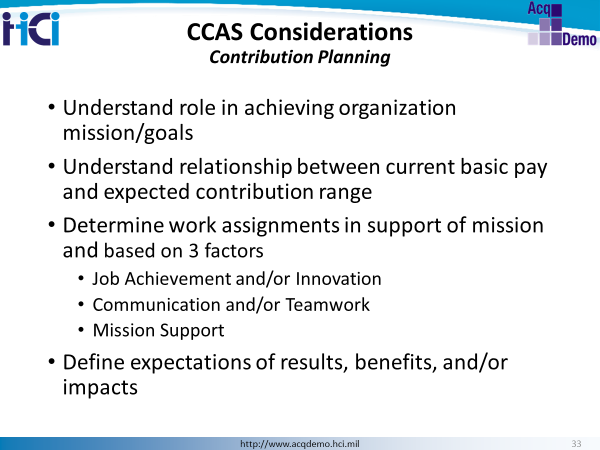 HCi
CCAS Considerations
Contribution Planning
Acq
Demo
• Understand role in achieving organization
mission/goals
• Understand relationship between current basic pay
and expected contribution range
• Determine work assignments in support of mission
and based on 3 factors
• Job Achievement and/or Innovation
• Communication and/or Teamwork
• Mission Support
• Define expectations of results, benefits, and/or
impacts
http://www.acqdemo.hci.mil
33